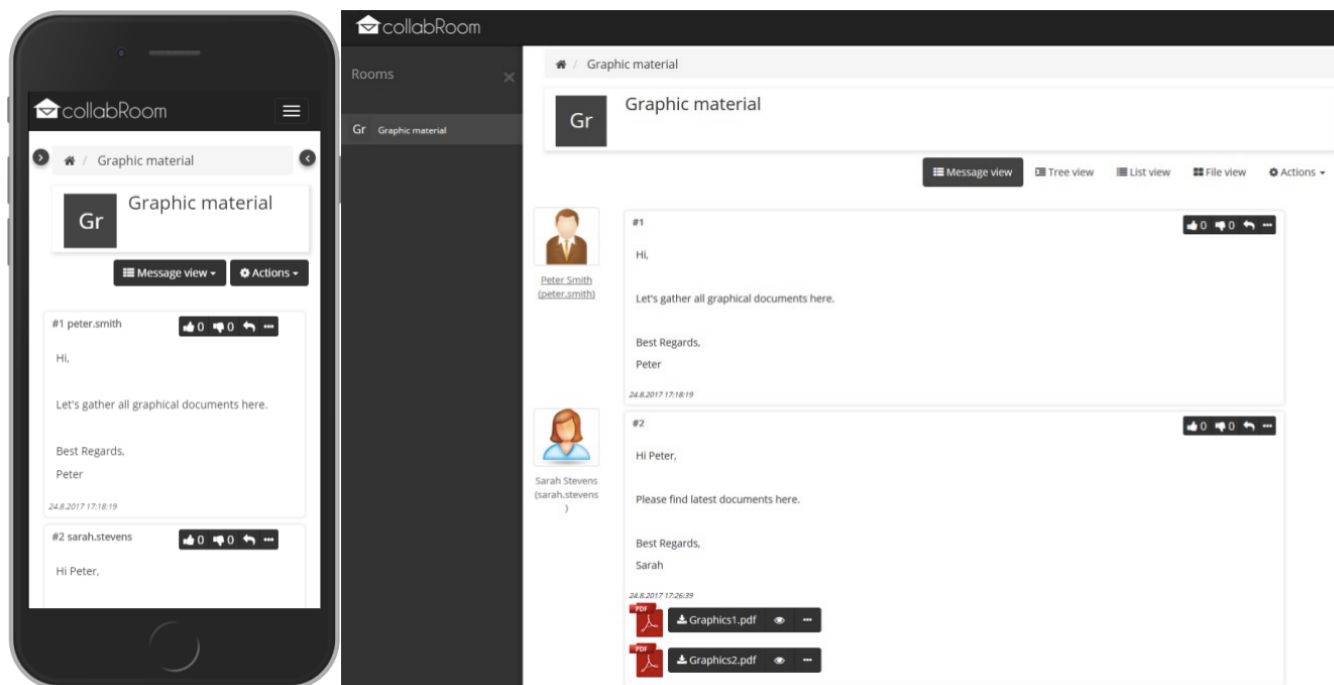 collabRoom
/ Graphic material
Gr
Graphic material
Message view
Actions
#1 peter.smith
0 0
Hi,
Let's gather all graphical documents here.
Best Regards,
Peter
24.8.2017 17:18:19
#2 sarah.stevens
0 0
Hi Peter,
collabRoom
Rooms
Gr Graphic material
/ Graphic material
Gr
Graphic material
Message view Tree view List view File view Actions
Peter Smith
(peter.smith)
#1
0 0
Hi,
Let's gather all graphical documents here.
Best Regards,
Peter
24.8.2017 17:18:19
Sarah Stevens
(sarah.stevens
)
#2
0 0
Hi Peter,
Please find latest documents here.
Best Regards,
Sarah
24.8.2017 17:26:39
PDF
Graphics1.pdf
PDF
Graphics2.pdf